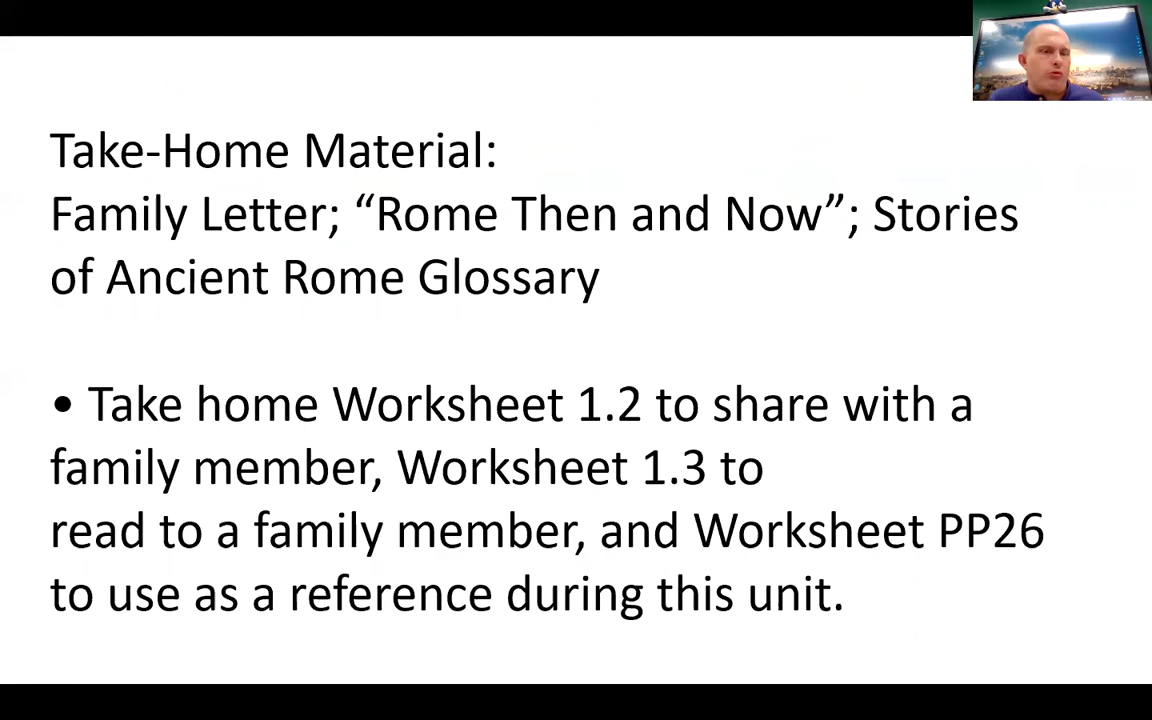 Take-Home Material:
Family Letter; “Rome Then and Now”; Stories
of Ancient Rome Glossary
• Take home Worksheet 1.2 to share with a
family member, Worksheet 1.3 to
read to a family member, and Worksheet PP26
to use as a reference during this unit.